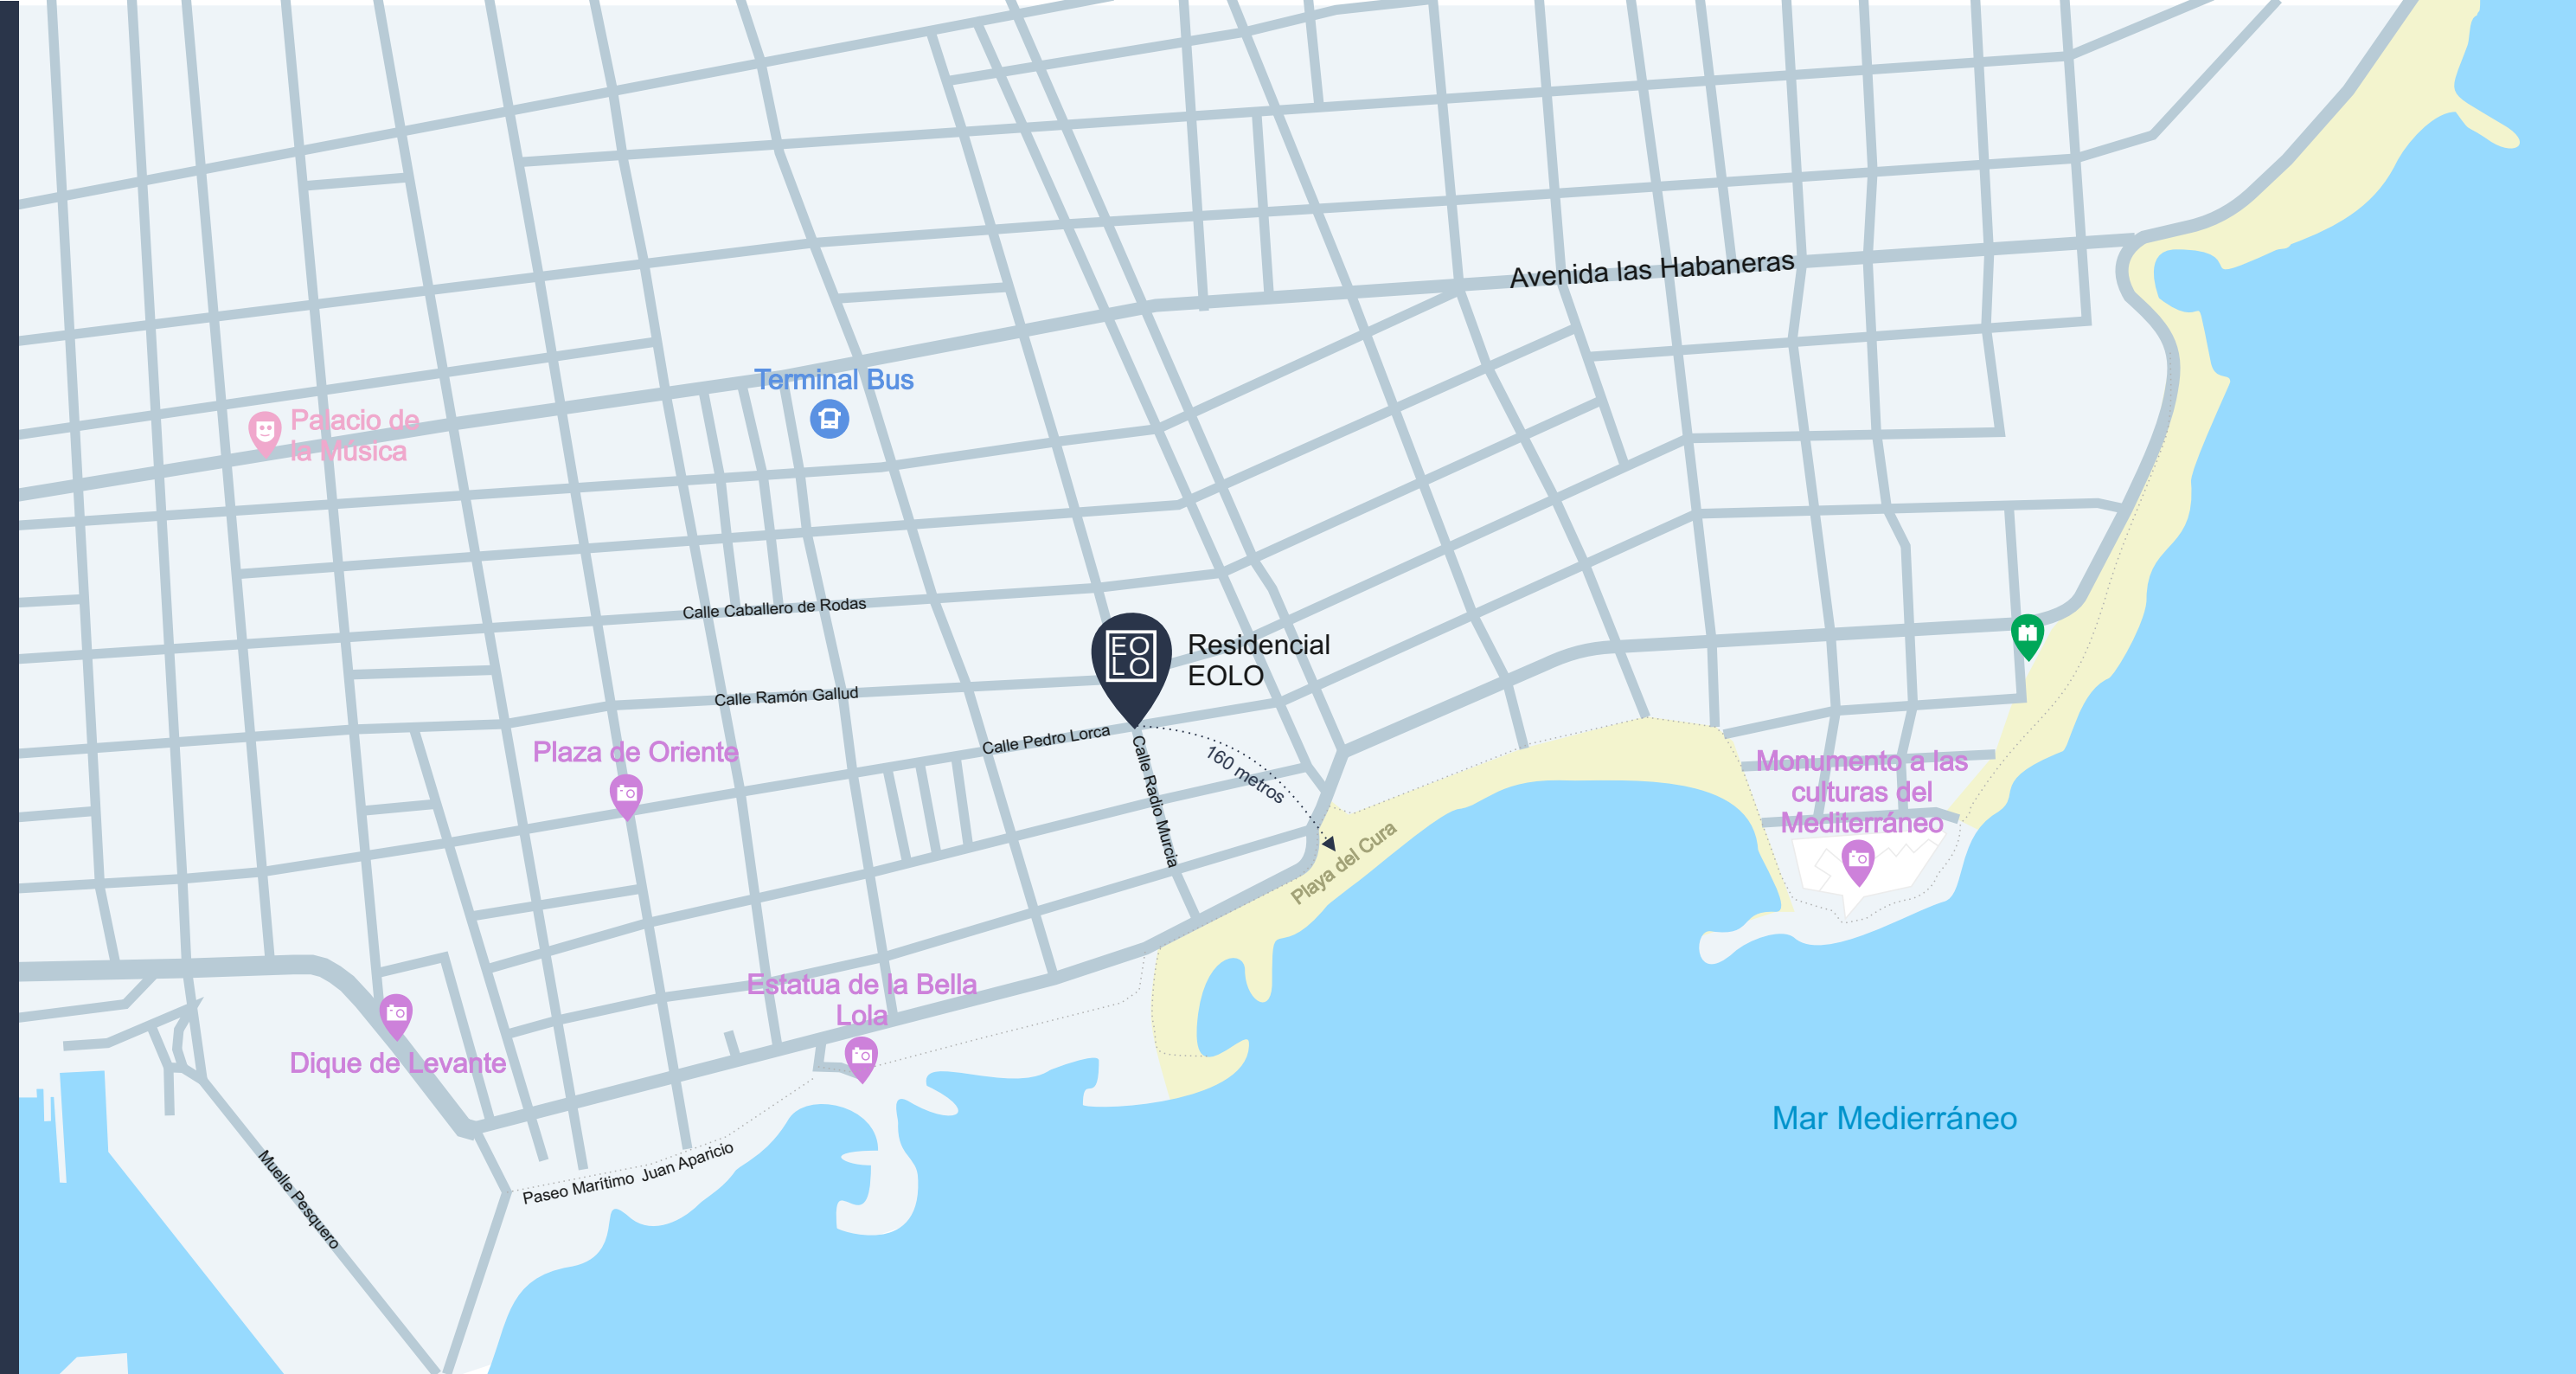 Avenida las Habaneras
Terminal Bus
Palacio de
la Música
Calle Caballero de Rodas
EO
LO
Residencial
EOLO
Calle Ramón Gallud
Calle Pedro Lorca
Calle Radio Murcia
160 metros
Plaza de Oriente
Monumento a las
culturas del
Mediterráneo
Playa del Cura
Estatua de la Bella
Lola
Dique de Levante
Mar Medierráneo
Paseo Marítimo Juan Aparicio
Muelle Pesquero